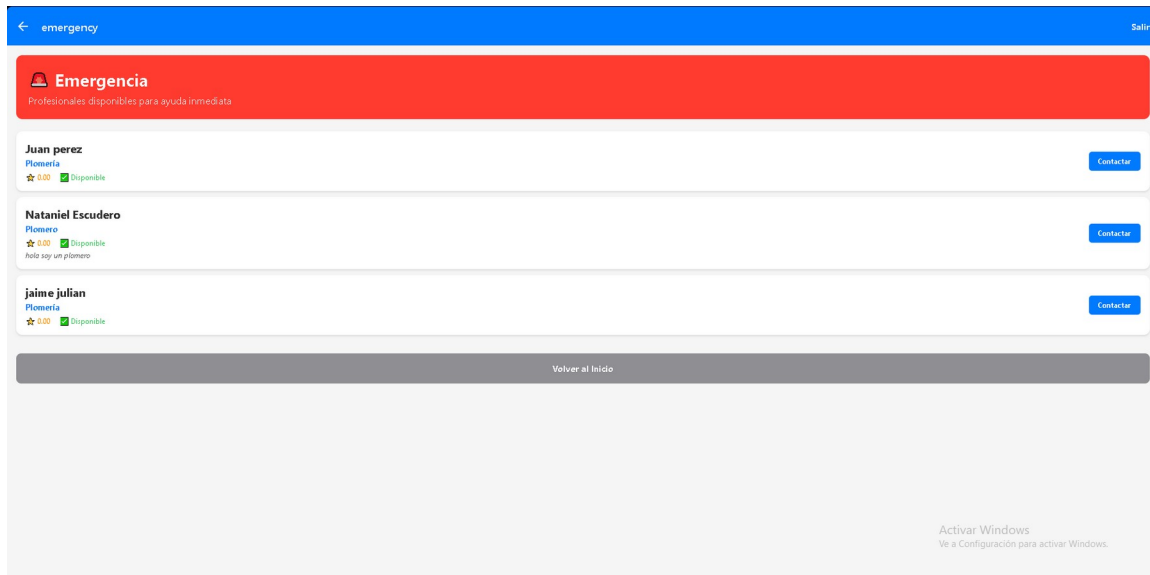 emergency
Salir
Emergencia
Profesionales disponibles para ayuda inmediata
Juan perez
Plomería
0.00 Disponible
Contactar
Nataniel Escudero
Plomero
0.00 Disponible
hola soy un plomero
Contactar
jaime julian
Plomería
0.00 Disponible
Contactar
Volver al Inicio
Activar Windows
Ve a Configuración para activar Windows.